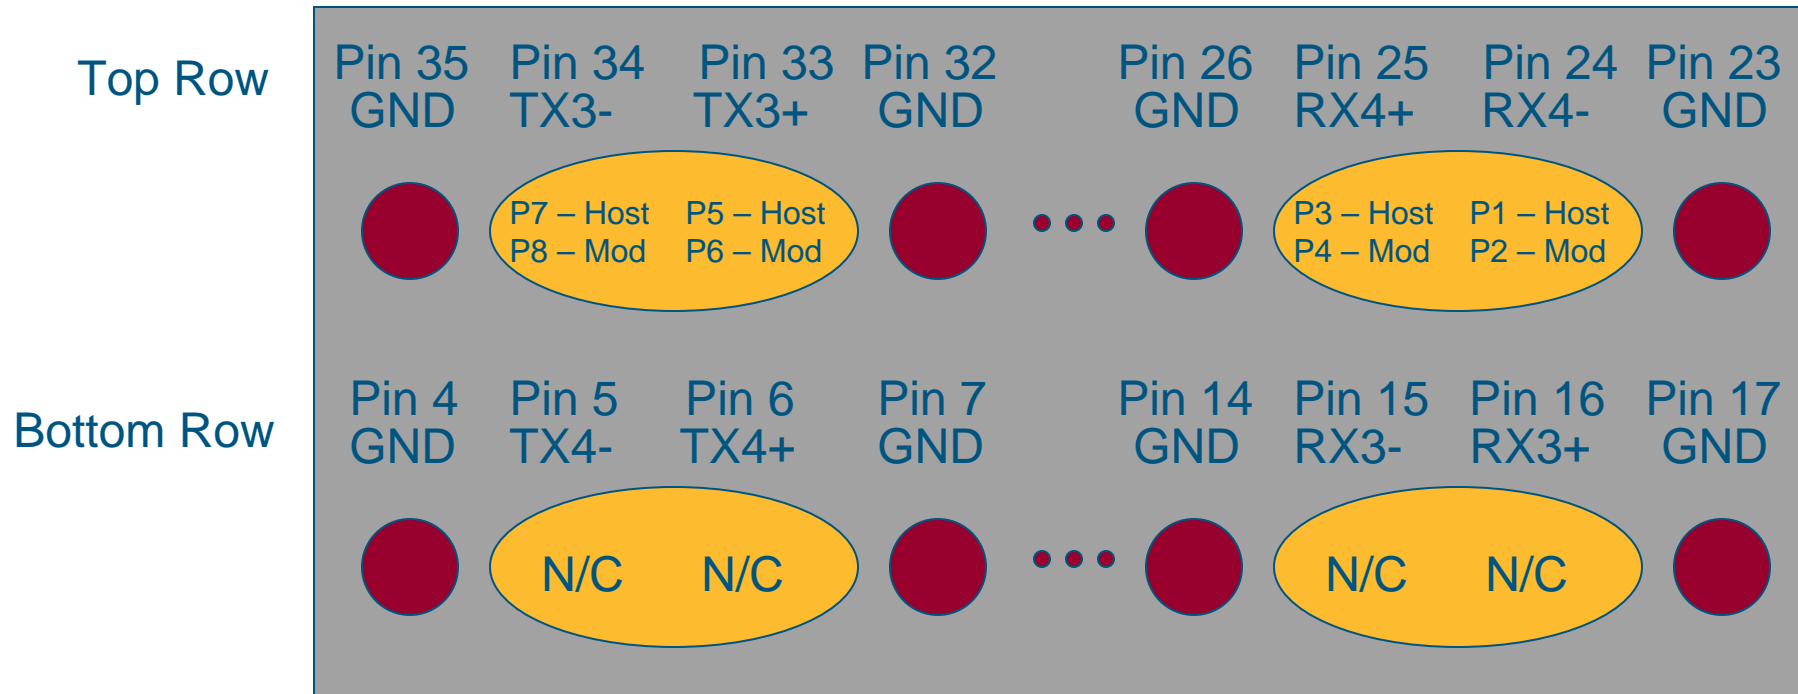 Top Row
Pin 35 Pin 34 Pin 33 Pin 32 Pin 26 Pin 25 Pin 24 Pin 23
GND TX3- TX3+ GND GND RX4+ RX4- GND
P7 – Host P5 – Host P3 – Host P1 – Host
P8 – Mod P6 – Mod P4 – Mod P2 – Mod
Bottom Row
Pin 4 Pin 5 Pin 6 Pin 7 Pin 14 Pin 15 Pin 16 Pin 17
GND TX4- TX4+ GND GND RX3- RX3+ GND
N/C N/C N/C N/C